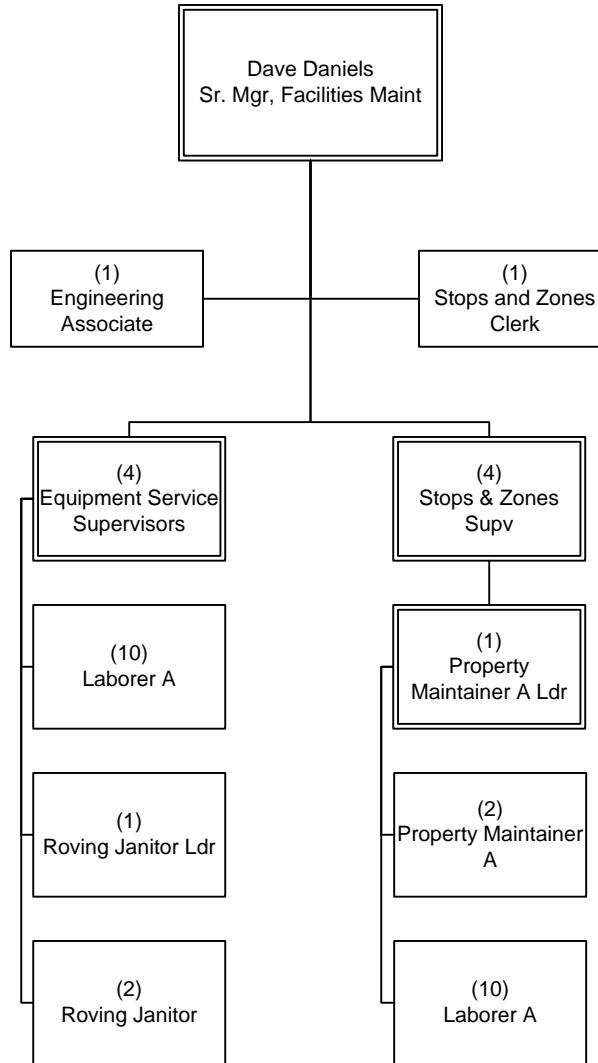 Dave Daniels
Sr. Mgr, Facilities Maint
(1)
Engineering
Associate
(1)
Stops and Zones
Clerk
(4)
Equipment Service
Supervisors
(4)
Stops & Zones
Supv
(10)
Laborer A
(1)
Property
Maintainer A Ldr
(1)
Roving Janitor Ldr
(2)
Property Maintainer
A
(2)
Roving Janitor
(10)
Laborer A